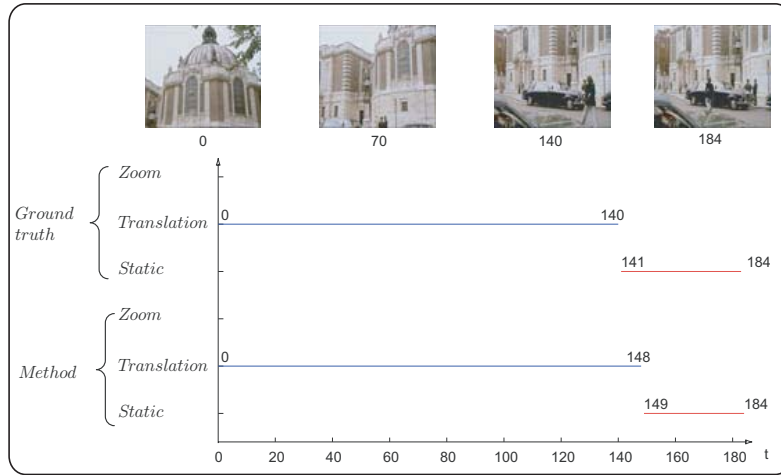 0 70 140 184
Zoom
Ground truth
Translation
0 140
Static
141 184
Zoom
Method
Translation
0 148
Static
149 184
0 20 40 60 80 100 120 140 160 180 t